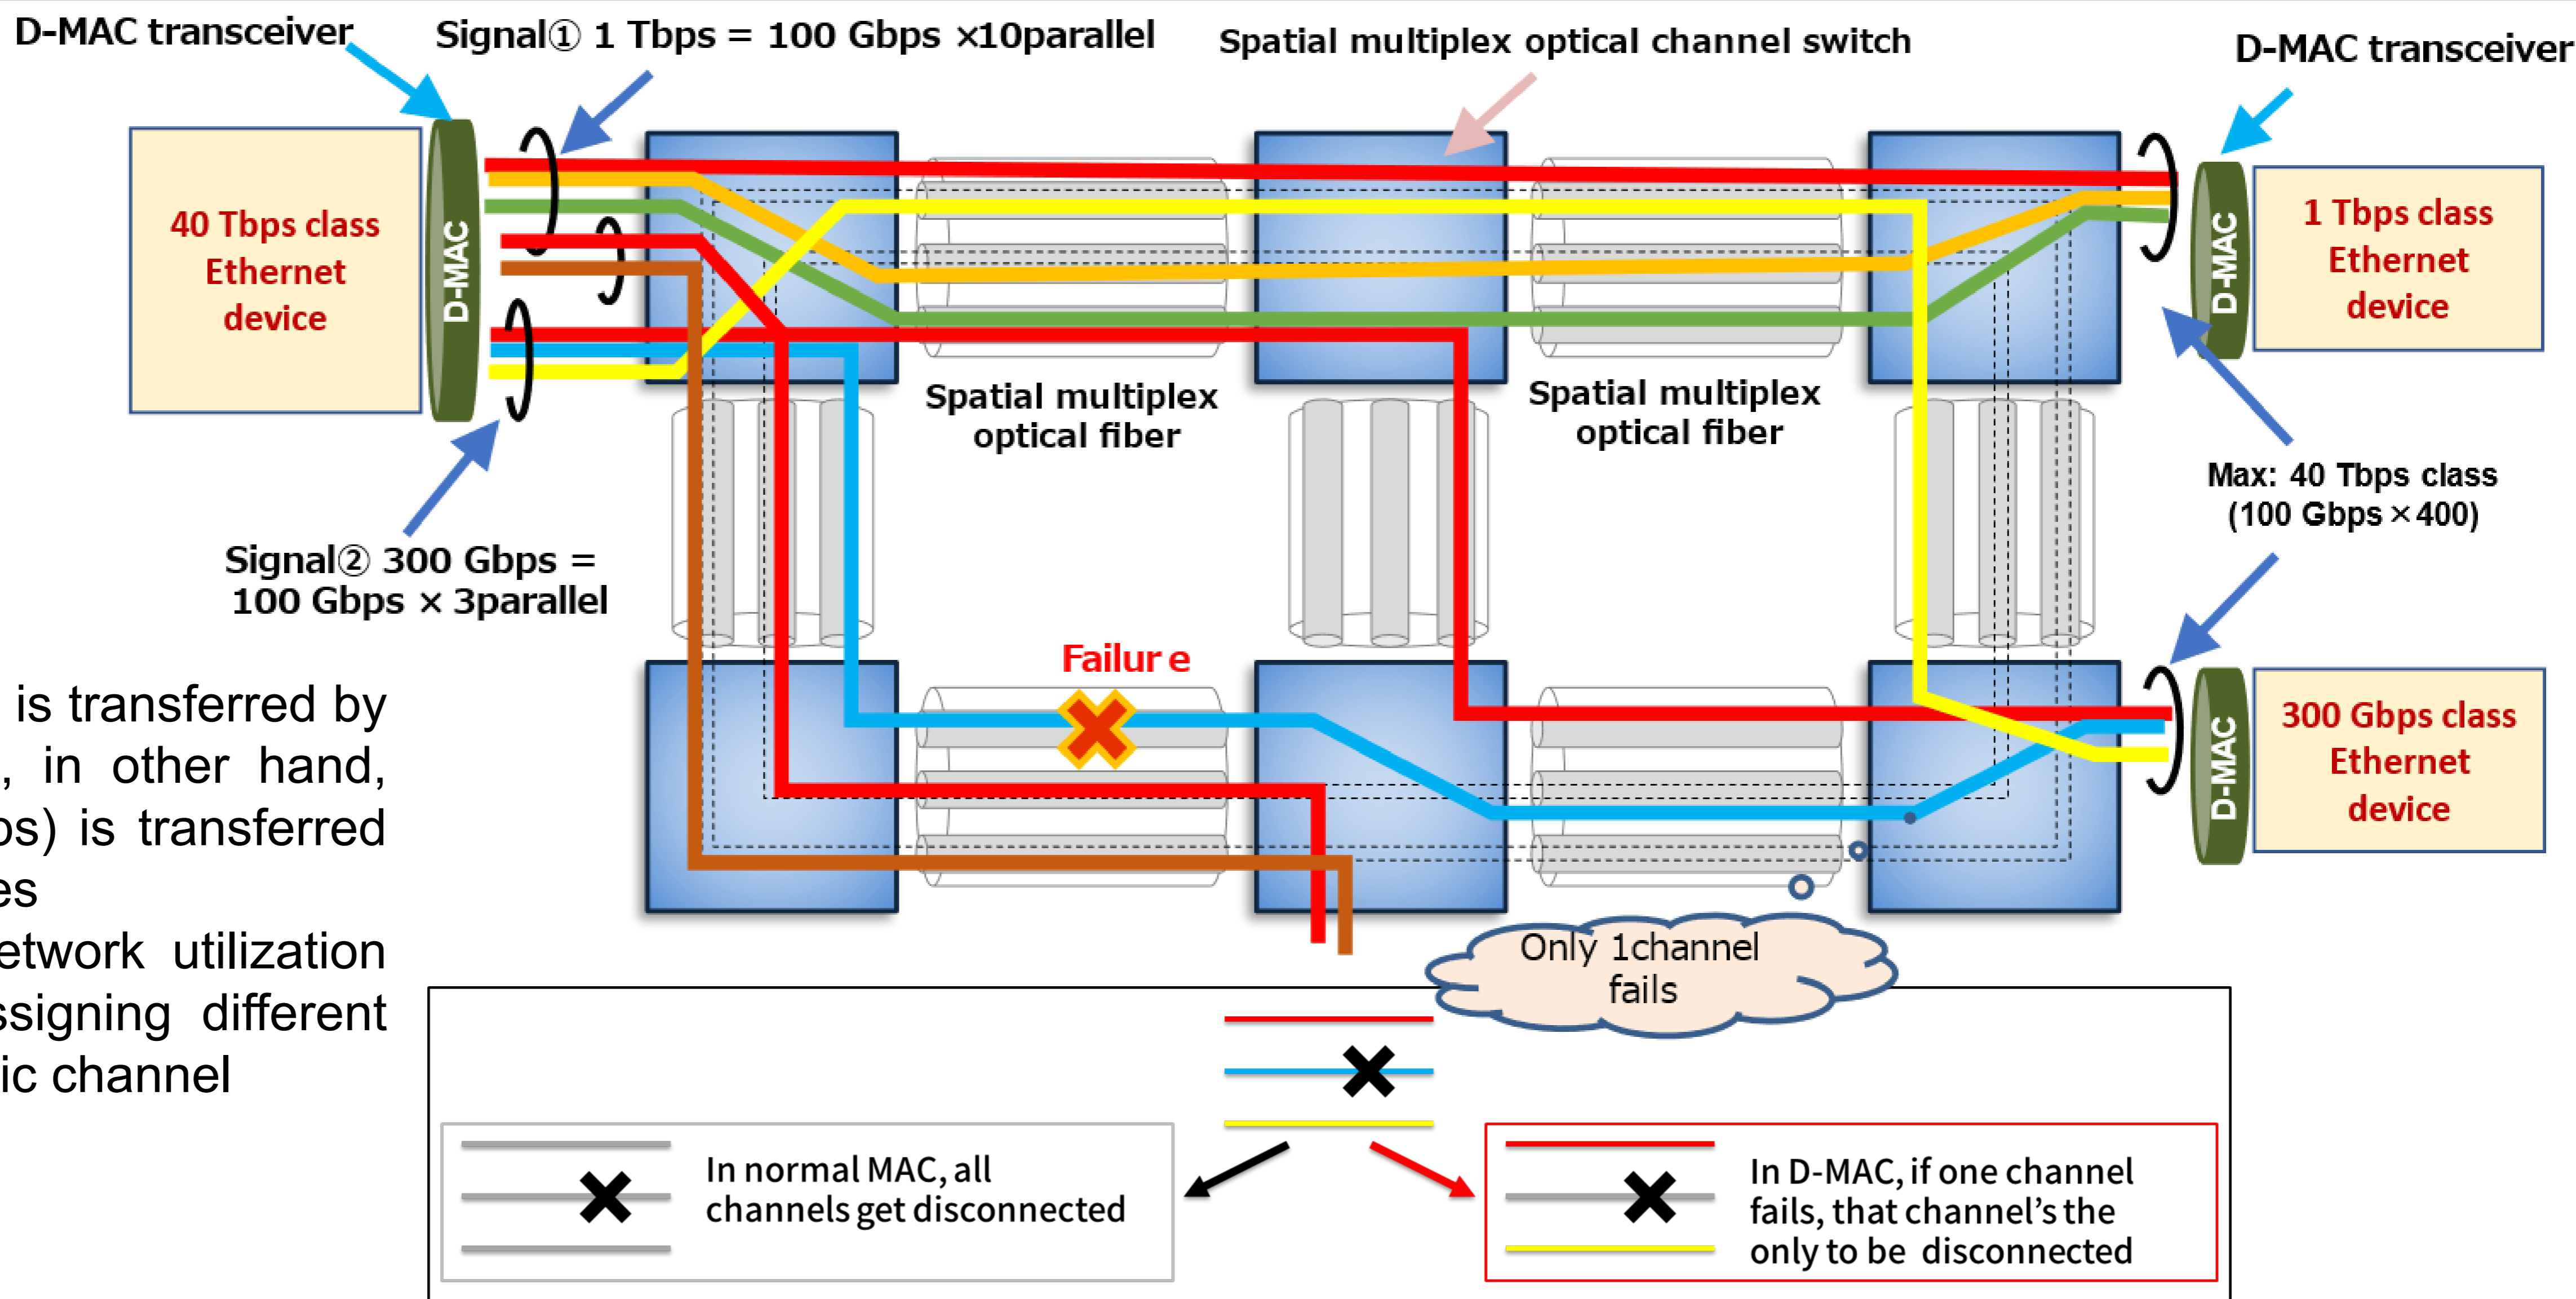 D-MAC transceiver
Signal① 1 Tbps = 100 Gbps ×10parallel
Spatial multiplex optical channel switch
D-MAC transceiver
40 Tbps class
Ethernet
device
D-MAC
D-MAC
1 Tbps class
Ethernet
device
Spatial multiplex
optical fiber
Spatial multiplex
optical fiber
Max: 40 Tbps class
(100 Gbps×400)
Signal② 300 Gbps =
100 Gbps × 3parallel
Failur e
D-MAC
300 Gbps class
Ethernet
device
is transferred by
, in other hand,
os) is transferred
es
etwork utilization
ssigning different
ic channel
Only 1channel
fails
In normal MAC, all
channels get disconnected
In D-MAC, if one channel
fails, that channel's the
only to be disconnected